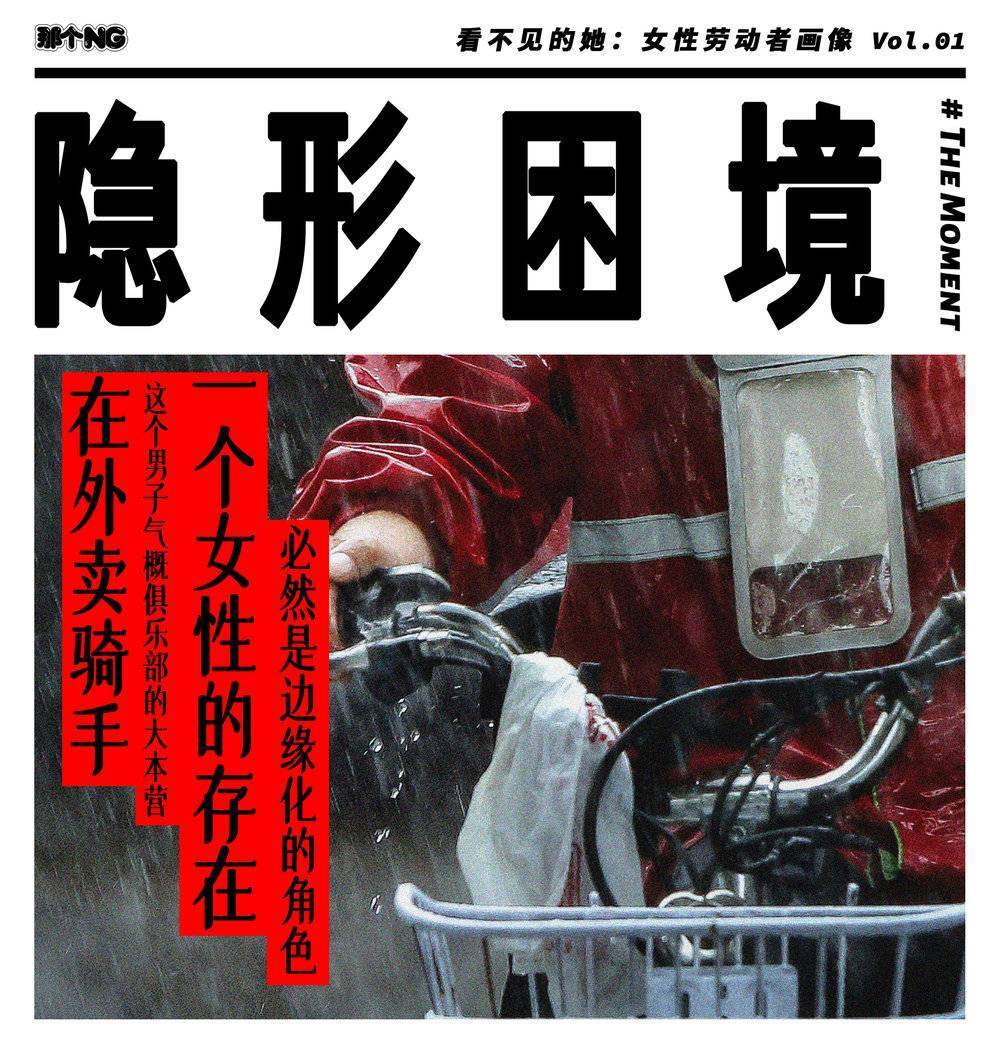 那个NG
看不见的她：女性劳动者画像 Vol.01
隐形困境
# THE MOMENT
在外卖骑手
这个男子气概俱乐部的大本营
一个女性的存在
必然是边缘化的角色